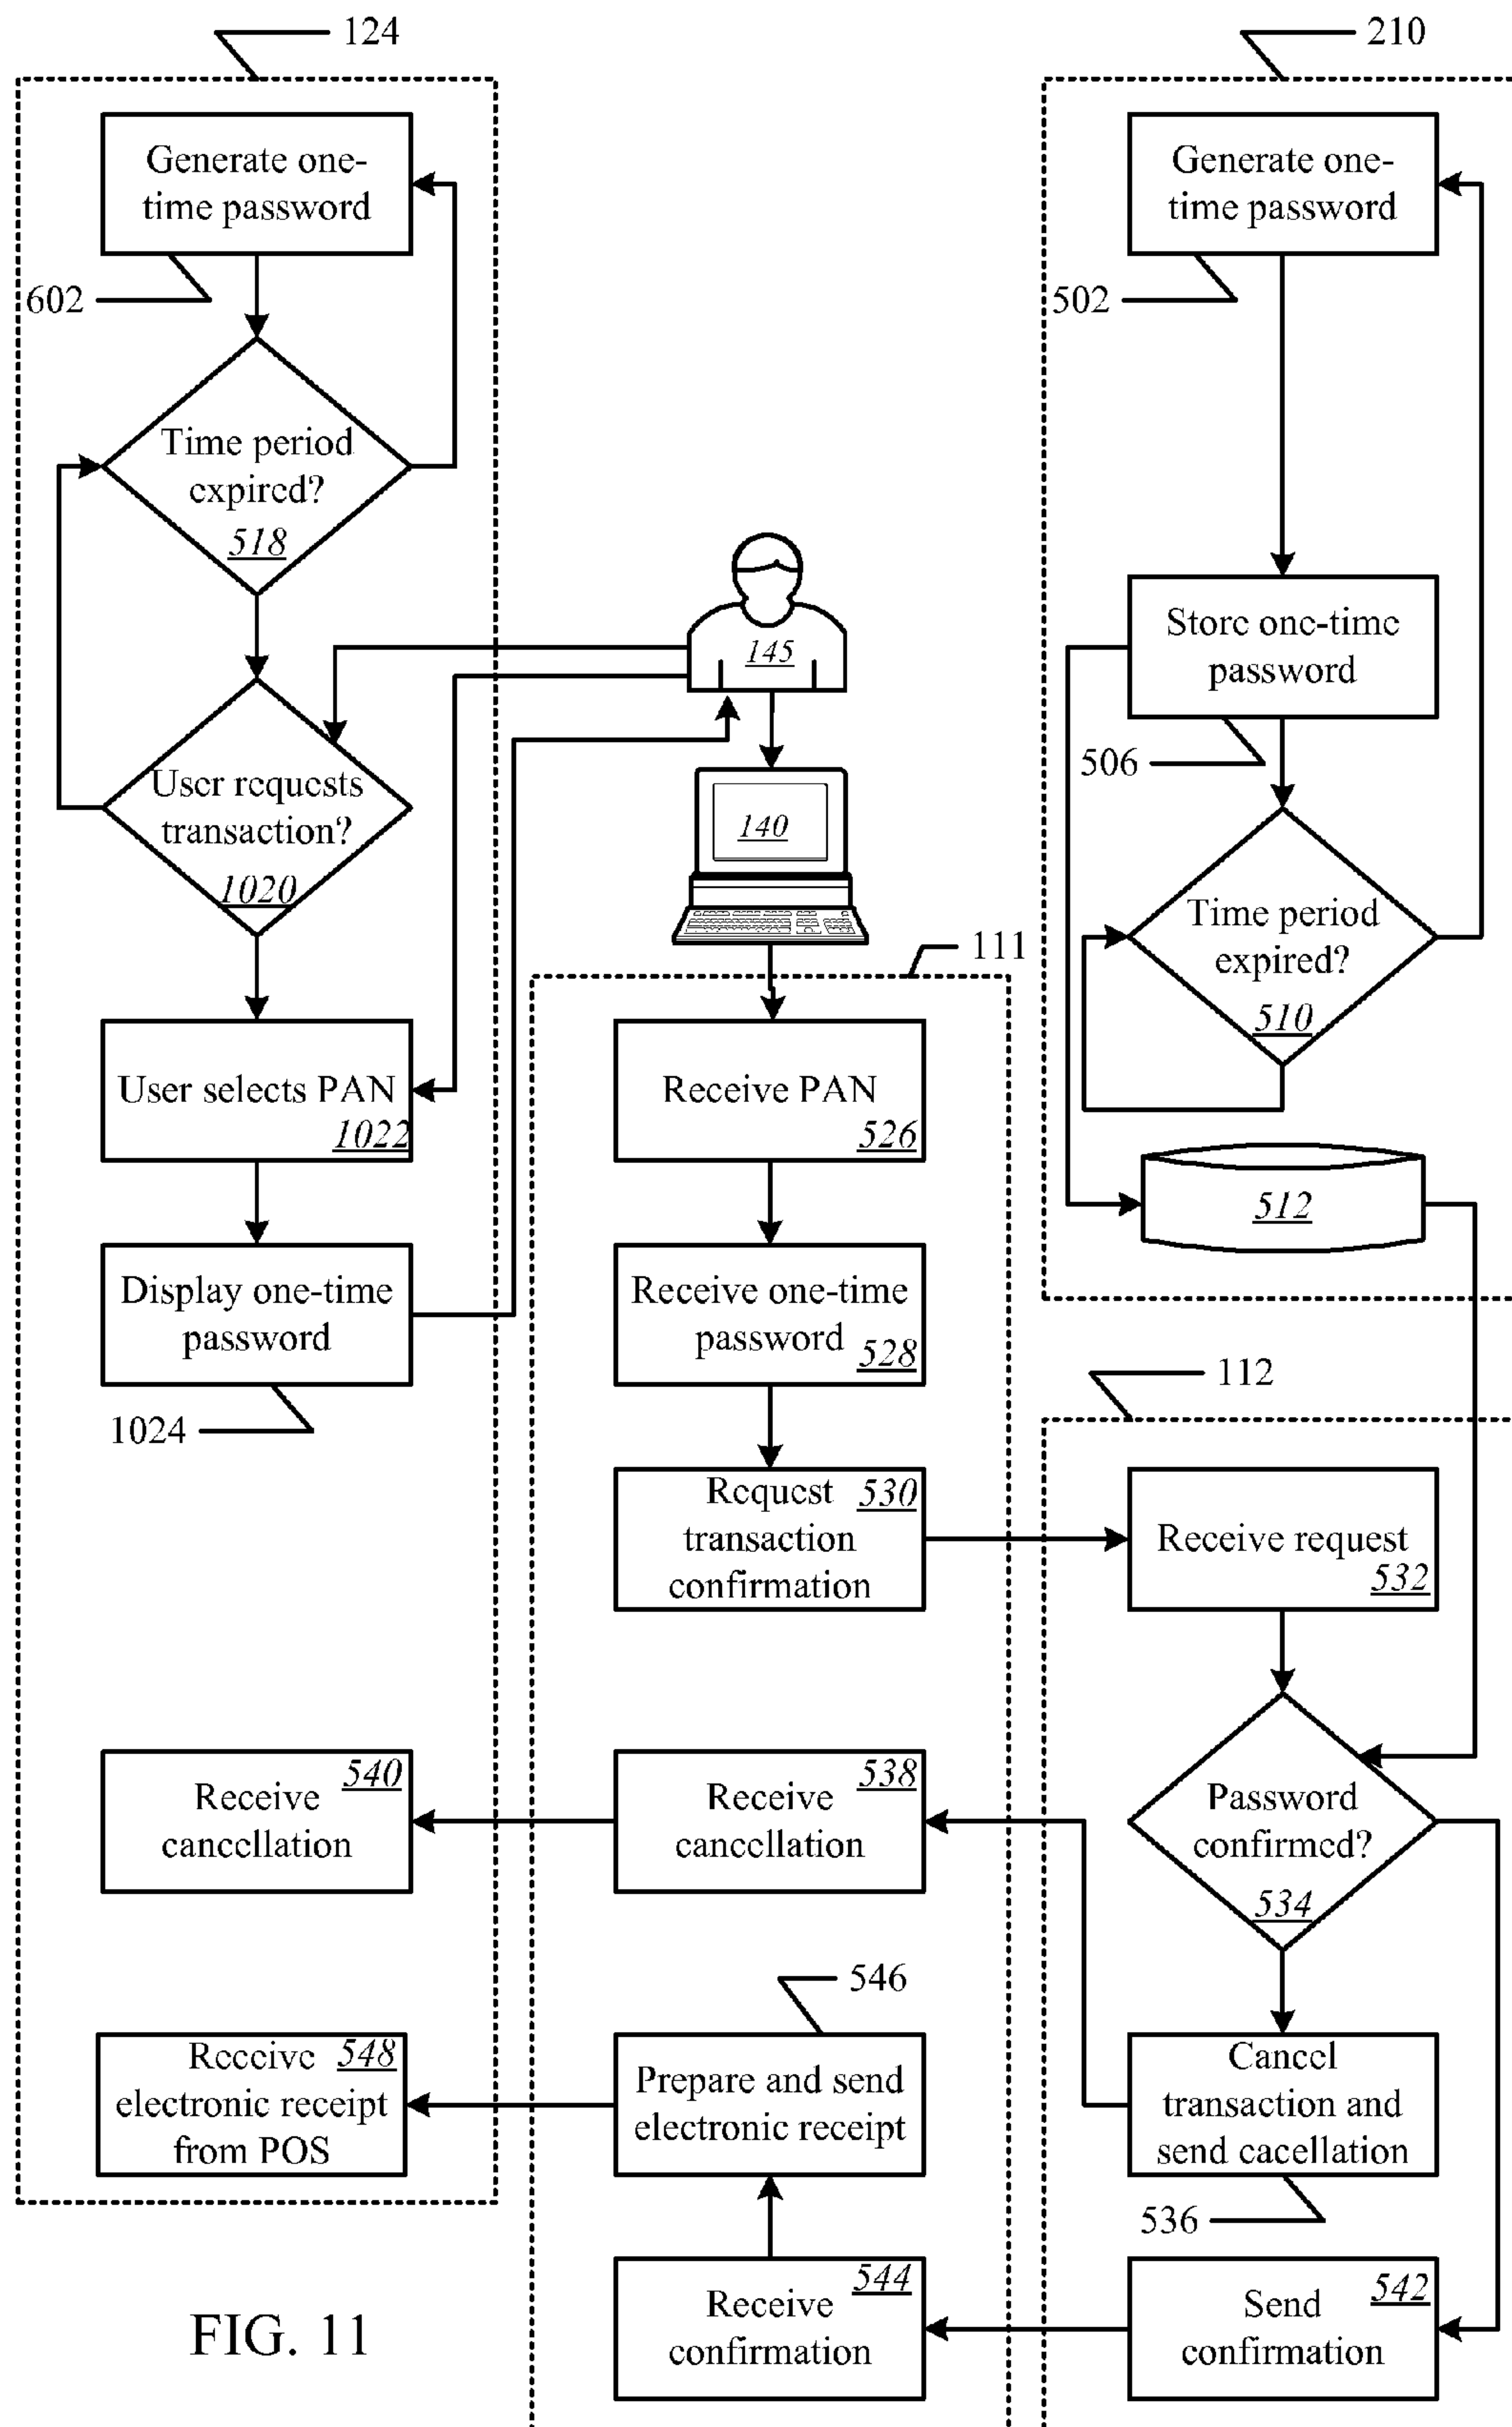 124
Generate one-
time password
602
Time period
expired?
518
User requests
transaction?
1020
User selects PAN
1022
Display one-time
password
1024
Receive
cancellation
540
Receive
electronic receipt
from POS
548
145
140
111
Receive PAN
526
Receive one-time
password
528
Request
transaction
confirmation
530
Receive
cancellation
538
546
Prepare and send
electronic receipt
Receive
confirmation
544
210
Generate one-
time password
502
Store one-time
password
506
Time period
expired?
510
512
112
Receive request
532
Password
confirmed?
534
Cancel
transaction and
send cacellation
536
Send
confirmation
542
FIG. 11